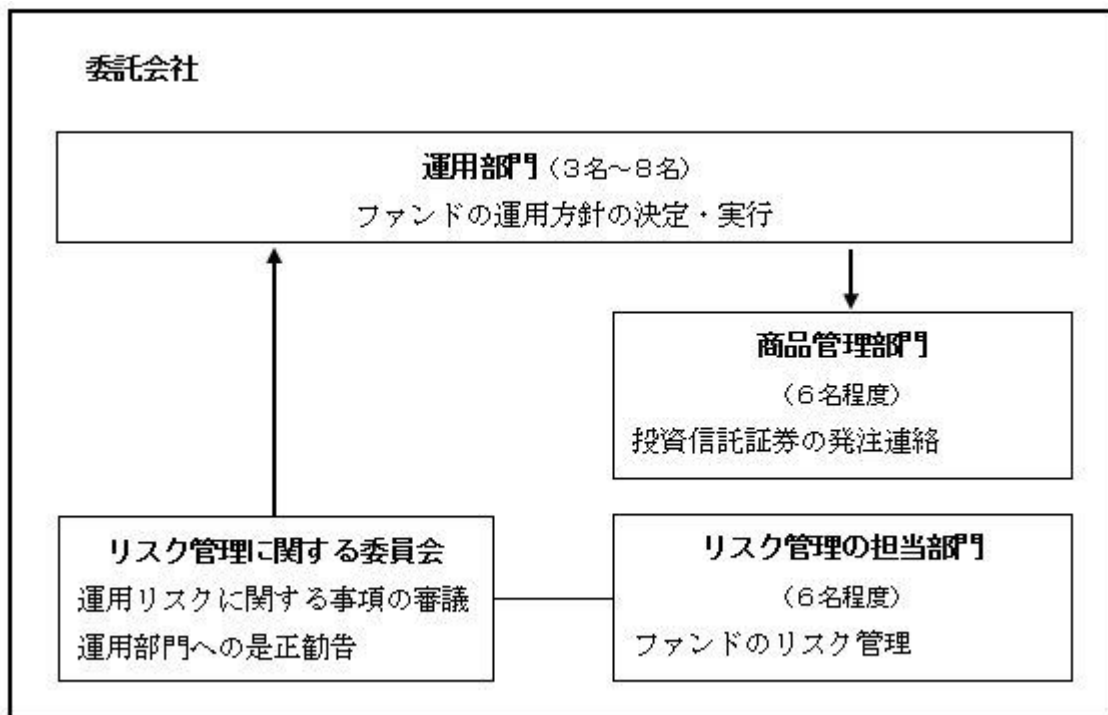 委託会社
運用部門（３名～８名）
ファンドの運用方針の決定・実行
商品管理部門
（６名程度）
投資信託証券の発注連絡
リスク管理に関する委員会
運用リスクに関する事項の審議
運用部門への是正勧告
リスク管理の担当部門
（６名程度）
ファンドのリスク管理